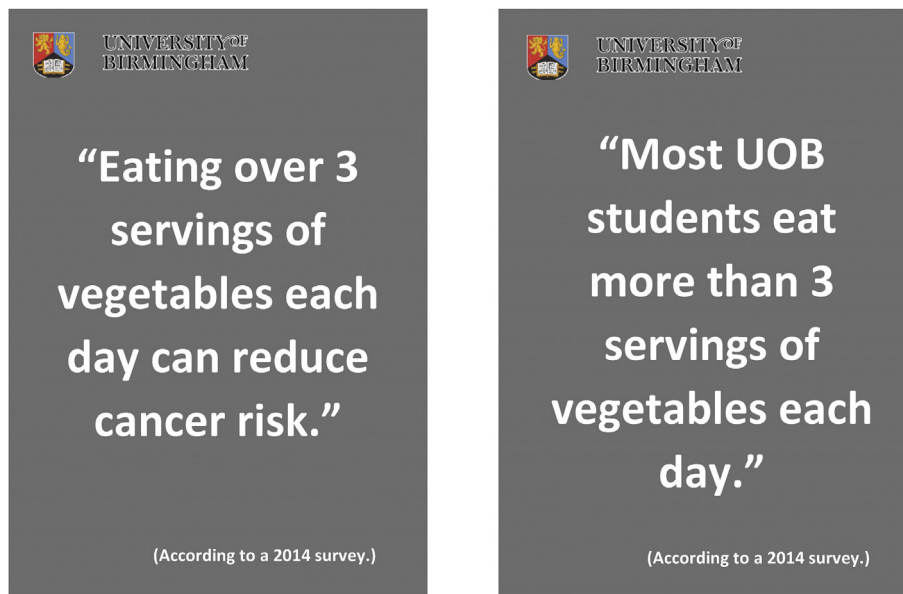 UNIVERSITY OF
BIRMINGHAM
“Eating over 3
servings of
vegetables each
day can reduce
cancer risk.”
(According to a 2014 survey.)
UNIVERSITY OF
BIRMINGHAM
“Most UOB
students eat
more than 3
servings of
vegetables each
day.”
(According to a 2014 survey.)